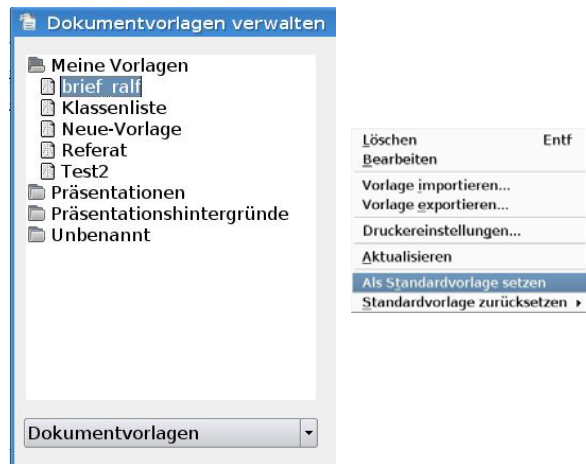 Dokumentvorlagen verwalten
Meine Vorlagen
brief_ralf
Klassenliste
Neue-Vorlage
Referat
Test2
Präsentationen
Präsentationshintergründe
Unbenannt
Dokumentvorlagen
Löschen Entf
Bearbeiten
Vorlage importieren...
Vorlage exportieren...
Druckereinstellungen...
Aktualisieren
Als Standardvorlage setzen
Standardvorlage zurücksetzen